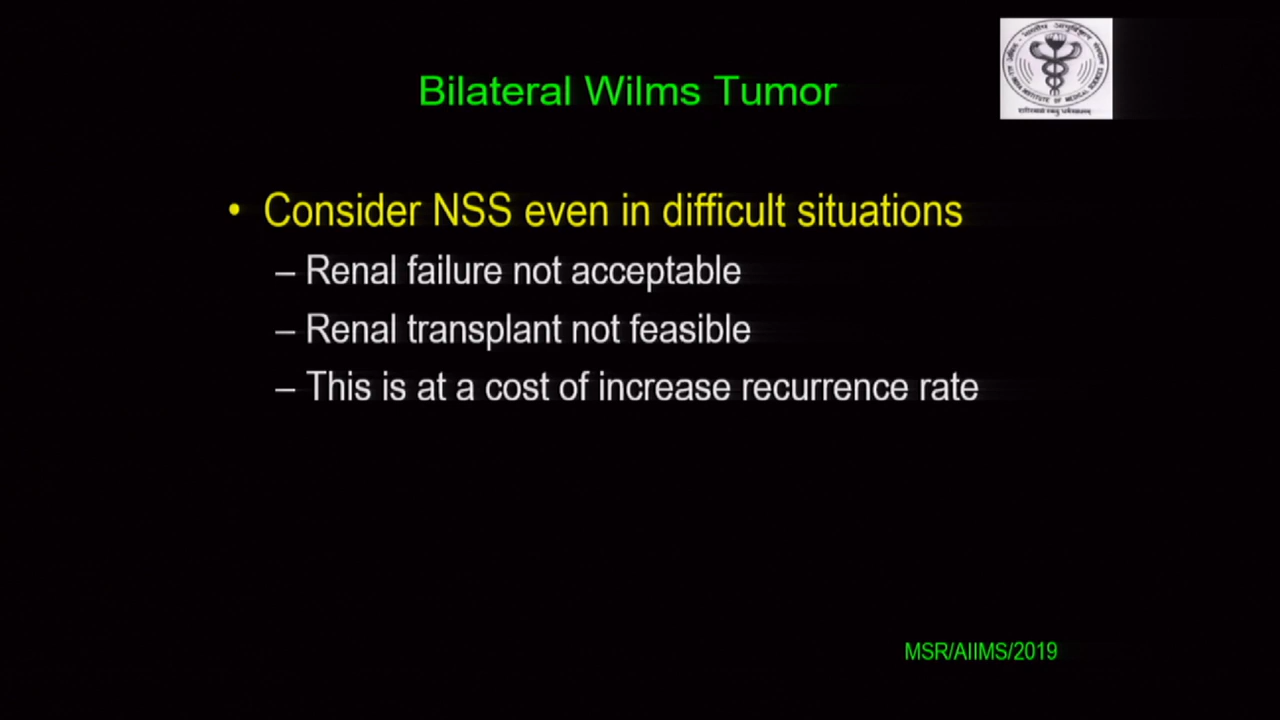 Bilateral Wilms Tumor
• Consider NSS even in difficult situations
– Renal failure not acceptable
– Renal transplant not feasible
– This is at a cost of increase recurrence rate
MSR/AIIMS/2019